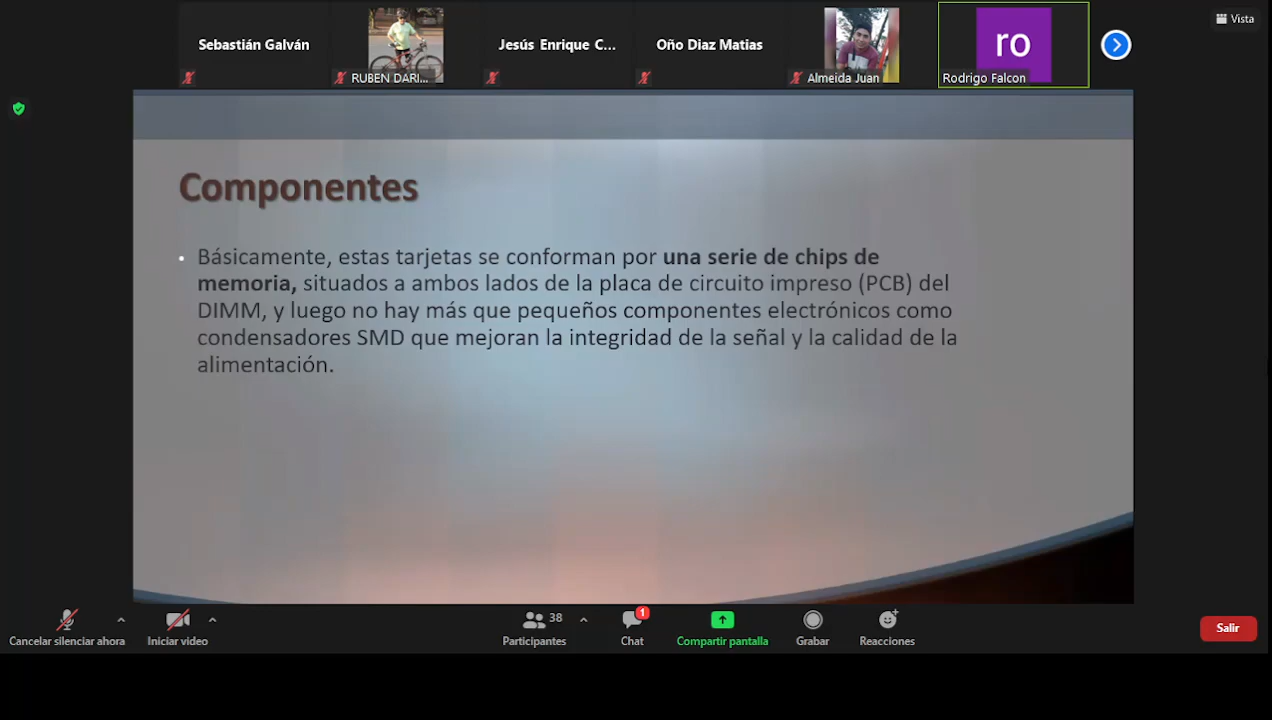 Vista
Sebastián Galván
RUBEN DARI...
Jesús Enrique C...
Oño Diaz Matias
Almeida Juan
ro
Rodrigo Falcon
Componentes
• Básicamente, estas tarjetas se conforman por una serie de chips de
memoria, situados a ambos lados de la placa de circuito impreso (PCB) del
DIMM, y luego no hay más que pequeños componentes electrónicos como
condensadores SMD que mejoran la integridad de la señal y la calidad de la
alimentación.
Cancelar silenciar ahora
Iniciar video
38
Participantes
1
Chat
Compartir pantalla
Grabar
Reacciones
Salir